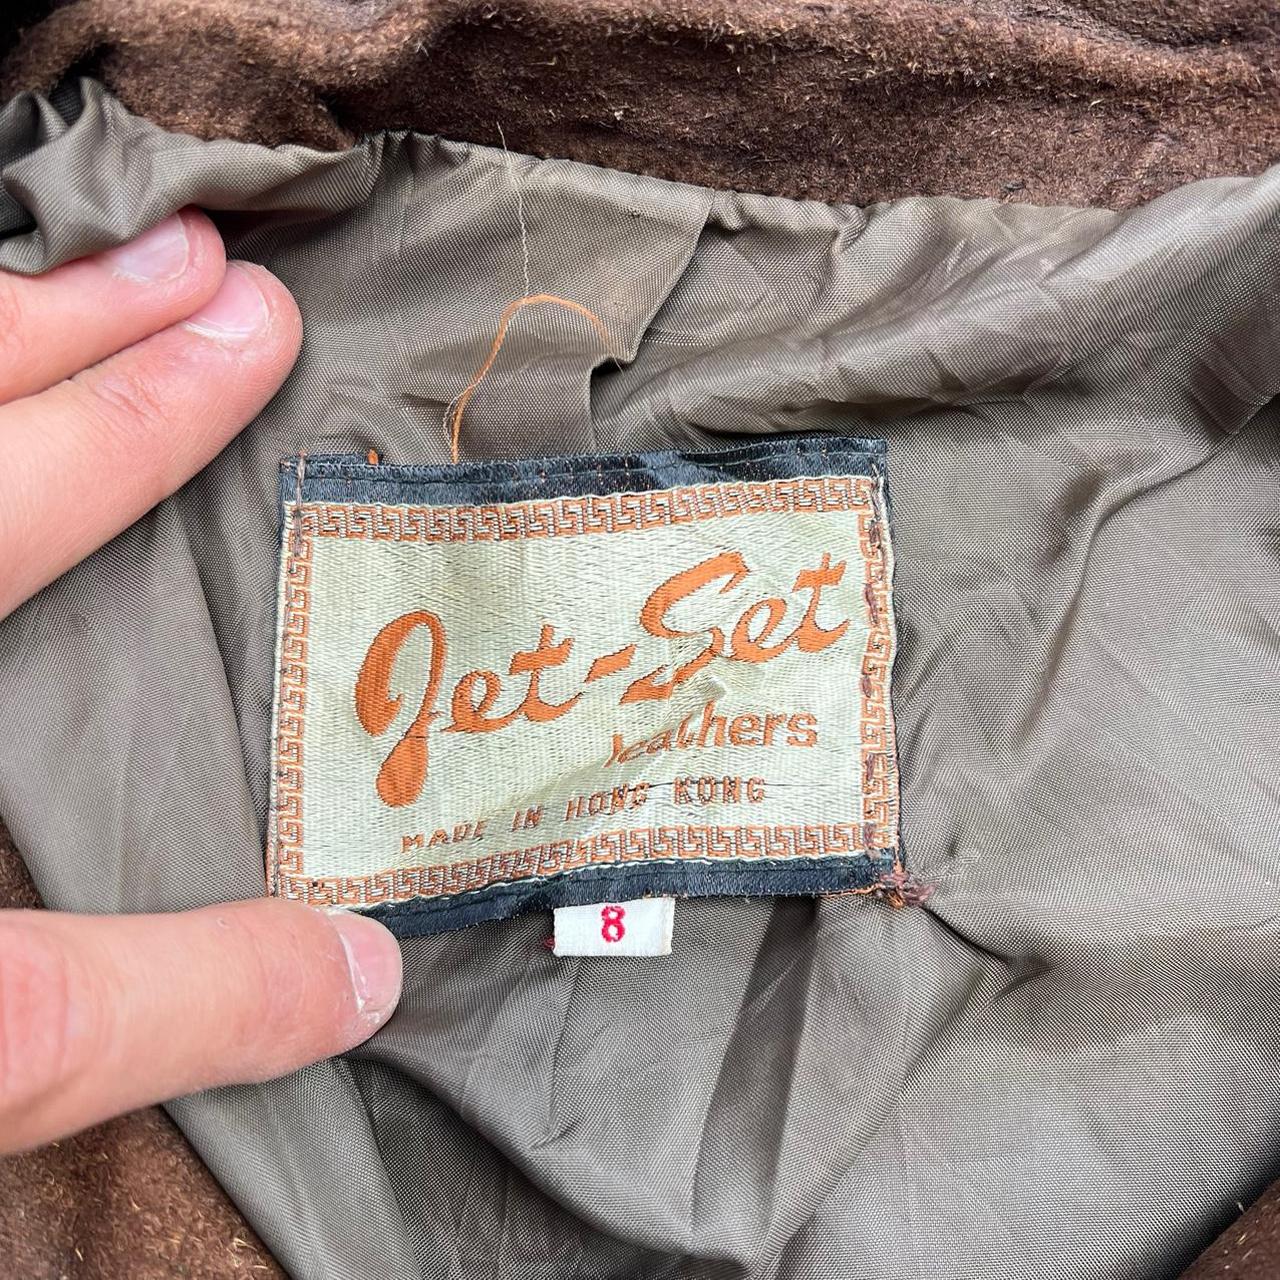 Jet-Set
leathers
MADE IN HONG KONG
8